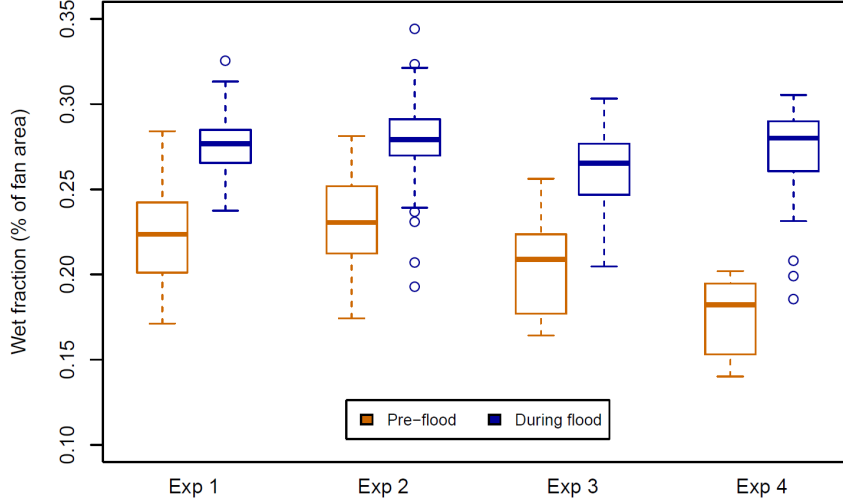 Wet fraction (% of fan area)
0.35
0.30
0.25
0.20
0.15
0.10
Pre-flood
During flood
Exp 1
Exp 2
Exp 3
Exp 4